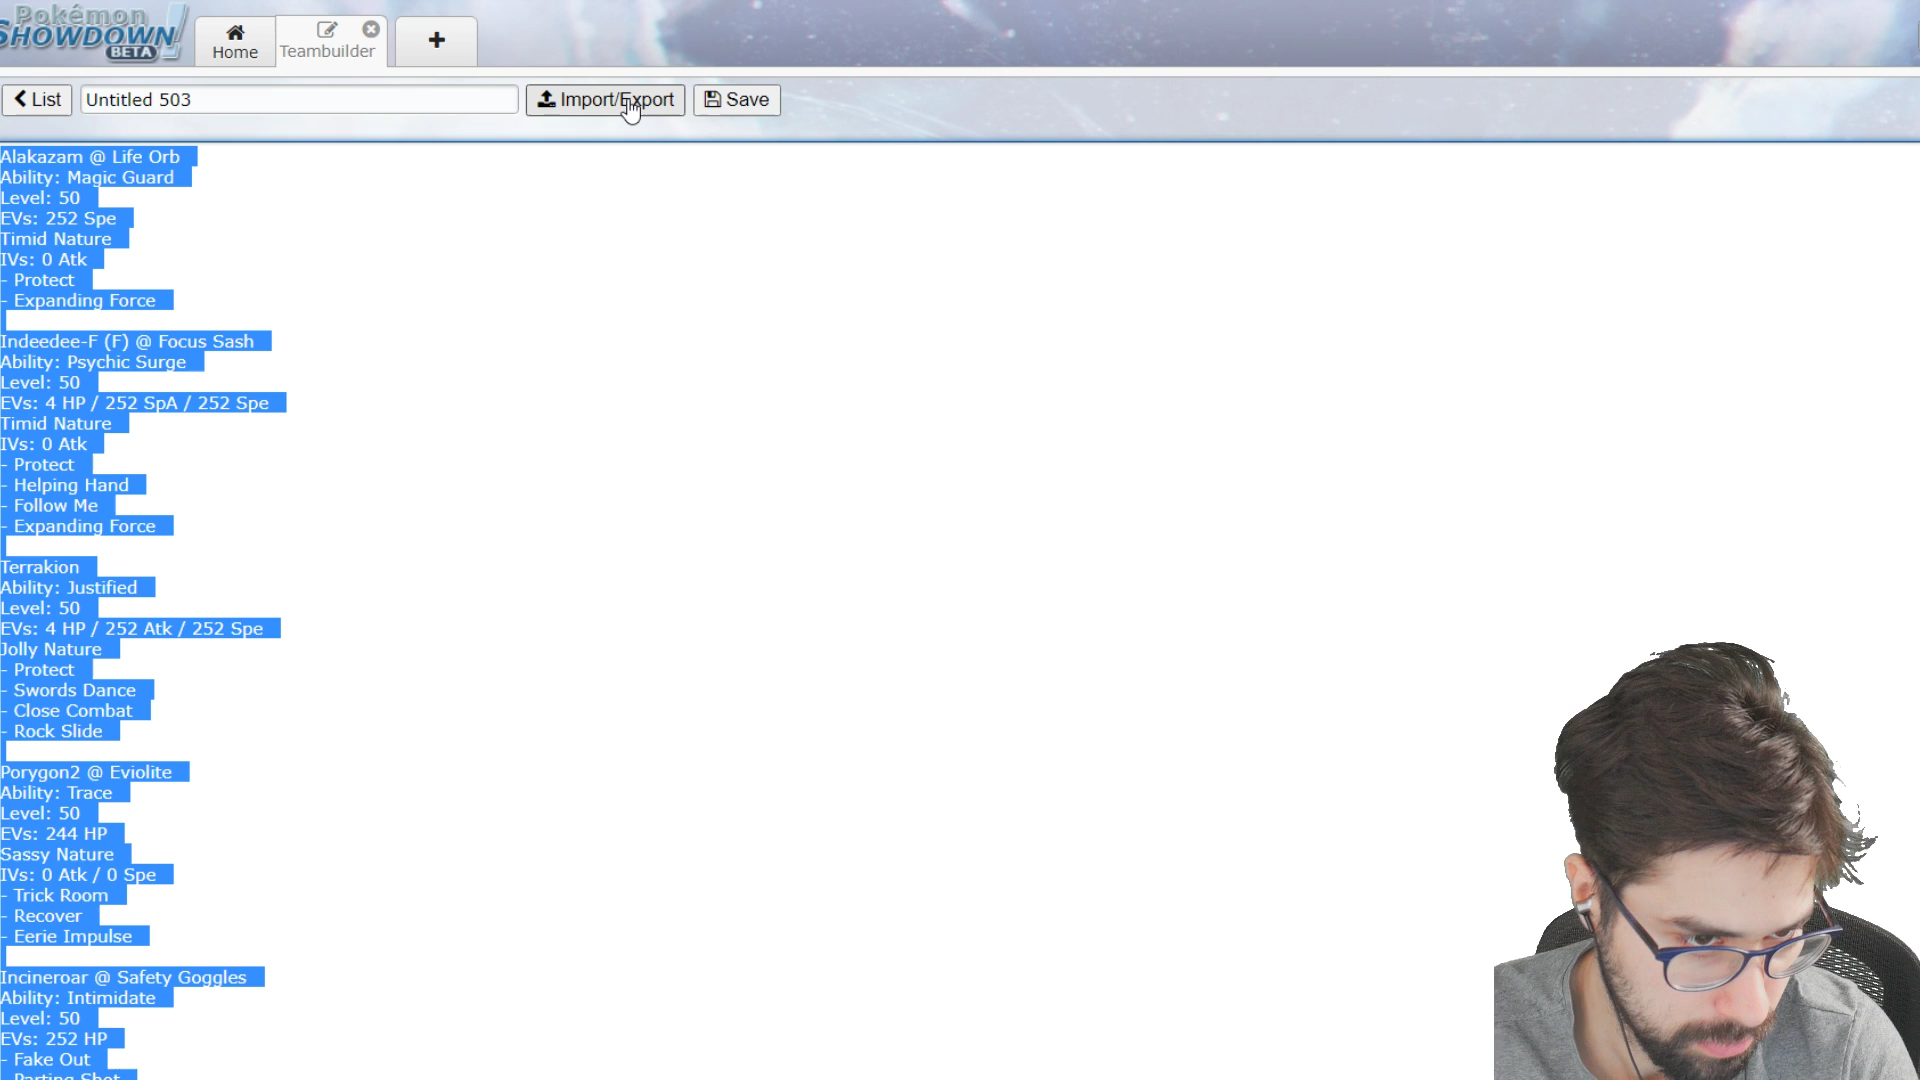 Pokémon
SHOWDOWN!
BETA
Home
Teambuilder
+
List
Untitled 503
Import/Export
Save
Alakazam @ Life Orb
Ability: Magic Guard
Level: 50
EVs: 252 Spe
Timid Nature
IVs: 0 Atk
- Protect
- Expanding Force
Indeedee-F (F) @ Focus Sash
Ability: Psychic Surge
Level: 50
EVs: 4 HP / 252 SpA / 252 Spe
Timid Nature
IVs: 0 Atk
- Protect
- Helping Hand
- Follow Me
- Expanding Force
Terrakion
Ability: Justified
Level: 50
EVs: 4 HP / 252 Atk / 252 Spe
Jolly Nature
- Protect
- Swords Dance
- Close Combat
- Rock Slide
Porygon2 @ Eviolite
Ability: Trace
Level: 50
EVs: 244 HP
Sassy Nature
IVs: 0 Atk / 0 Spe
- Trick Room
- Recover
- Eerie Impulse
Incineroar @ Safety Goggles
Ability: Intimidate
Level: 50
EVs: 252 HP
- Fake Out
- Parting Shot